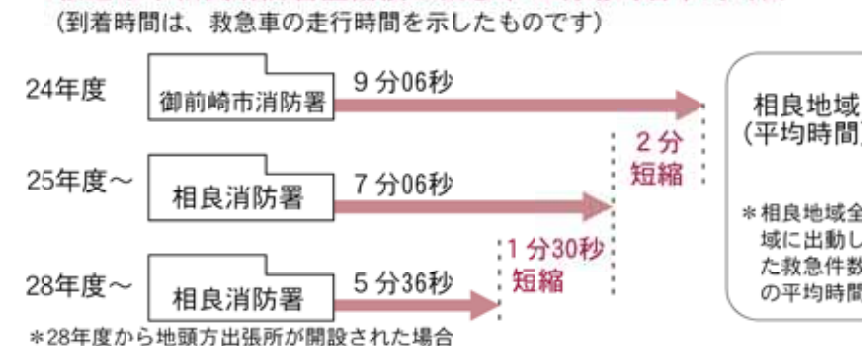 (到着時間は、救急車の走行時間を示したものです)
24年度
御前崎市消防署
9分06秒
2分
短縮
相良地域
(平均時間)
25年度～
相良消防署
7分06秒
1分30秒
短縮
28年度～
相良消防署
5分36秒
*28年度から地頭方出張所が開設された場合
*相良地域全
域に出動し
た救急件数
の平均時間